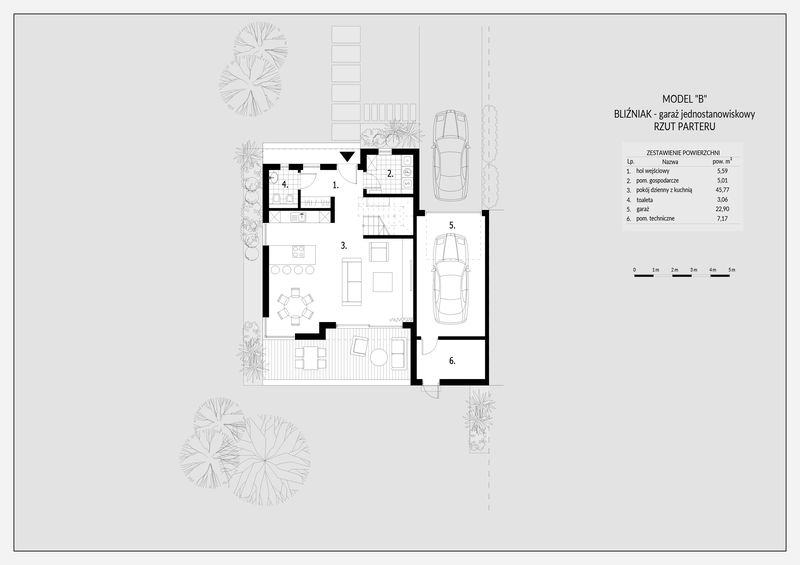 MODEL "B"
BLIŹNIAK - garaż jednostanowiskowy
RZUT PARTERU
ZESTAWIENIE POWIERZCHNI
Lp. Nazwa pow. m²
1. hol wejściowy 5,59
2. pom. gospodarcze 5,01
3. pokój dzienny z kuchnią 45,77
4. toaleta 3,06
5. garaż 22,90
6. pom. techniczne 7,17
0 1m 2m 3m 4m 5m
2.
4.
1.
5.
3.
6.